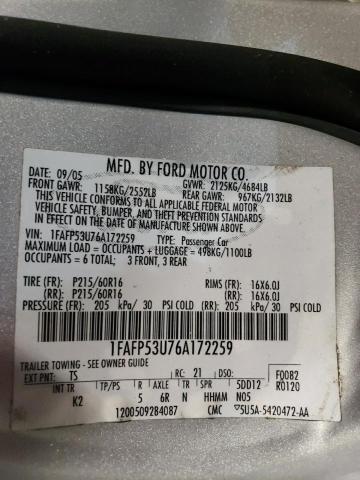 MFD. BY FORD MOTOR CO.
DATE: 09/05 GVWR: 2125KG/4684LB
FRONT GAWR: 1158KG/2552LB REAR GAWR: 967KG/2132LB
THIS VEHICLE CONFORMS TO ALL APPLICABLE FEDERAL MOTOR
VEHICLE SAFETY, BUMPER, AND THEFT PREVENTION STANDARDS
IN EFFECT ON THE DATE OF MANUFACTURE SHOWN ABOVE.
VIN: 1FAFP53U76A172259 TYPE: Passenger Car
MAXIMUM LOAD = OCCUPANTS + LUGGAGE = 498KG/1100LB
OCCUPANTS = 6 TOTAL; 3 FRONT, 3 REAR
TIRE (FR): P215/60R16 RIMS (FR): 16X6.0J
(RR): P215/60R16 (RR): 16X6.0J
PRESSURE (FR): 205 kPa/ 30 PSI COLD (RR): 205 kPa/ 30 PSI COLD
1FAFP53U76A172259
TRAILER TOWING - SEE OWNER GUIDE F0082
EXT PNT: TS RC: 21 DSO: R0120
INT TR TP/PS R AXLE TR SPR 5DD12
K2 5 6R N HHMM N05
1200509284087 CMC 5U5A-5420472-AA